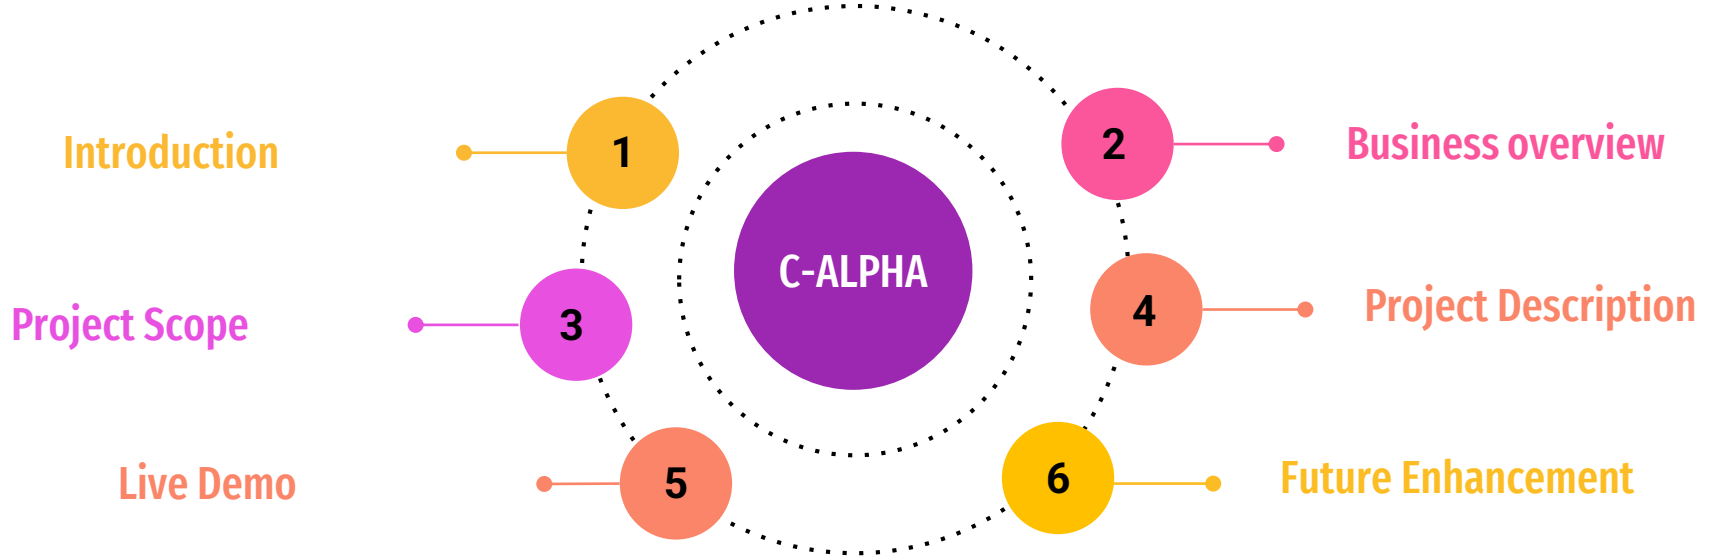 Introduction
1
2
Business overview
C-ALPHA
Project Scope
3
4
Project Description
Live Demo
5
6
Future Enhancement